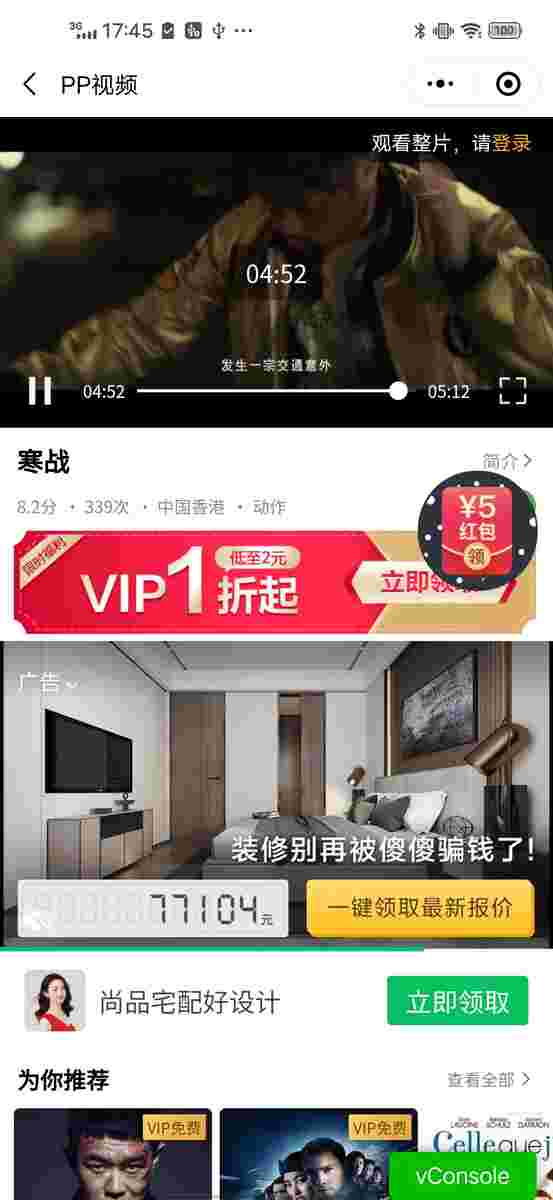 3G 17:45 100
PP视频
观看整片，请登录
04:52
发生一宗交通意外
04:52 05:12
寒战
简介
8.2分 · 339次 · 中国香港 · 动作
¥5
红包
领
限时福利
VIP1折起
低至2元
立即领取
广告
装修别再被傻傻骗钱了!
77104元
一键领取最新报价
尚品宅配好设计
立即领取
为你推荐
查看全部
VIP免费
VIP免费
Celle que j
vConsole